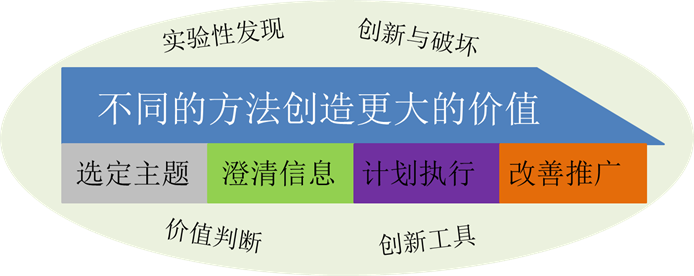 实验性发现 创新与破坏
不同的方法创造更大的价值
选定主题 澄清信息 计划执行 改善推广
价值判断 创新工具